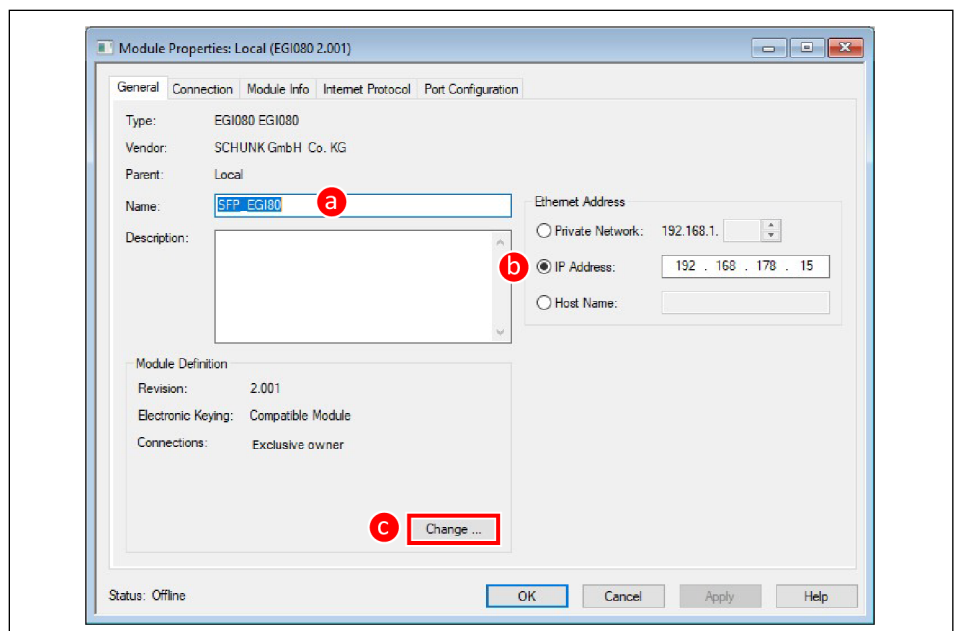 Module Properties: Local (EGI080 2.001)
General Connection Module Info Internet Protocol Port Configuration
Type: EGI080 EGI080
Vendor: SCHUNK GmbH Co. KG
Parent: Local
Name: SFP_EGI80 a
Description:
Ethernet Address
Private Network: 192.168.1.
b IP Address: 192 . 168 . 178 . 15
Host Name:
Module Definition
Revision: 2.001
Electronic Keying: Compatible Module
Connections: Exclusive owner
c Change ...
Status: Offline OK Cancel Apply Help